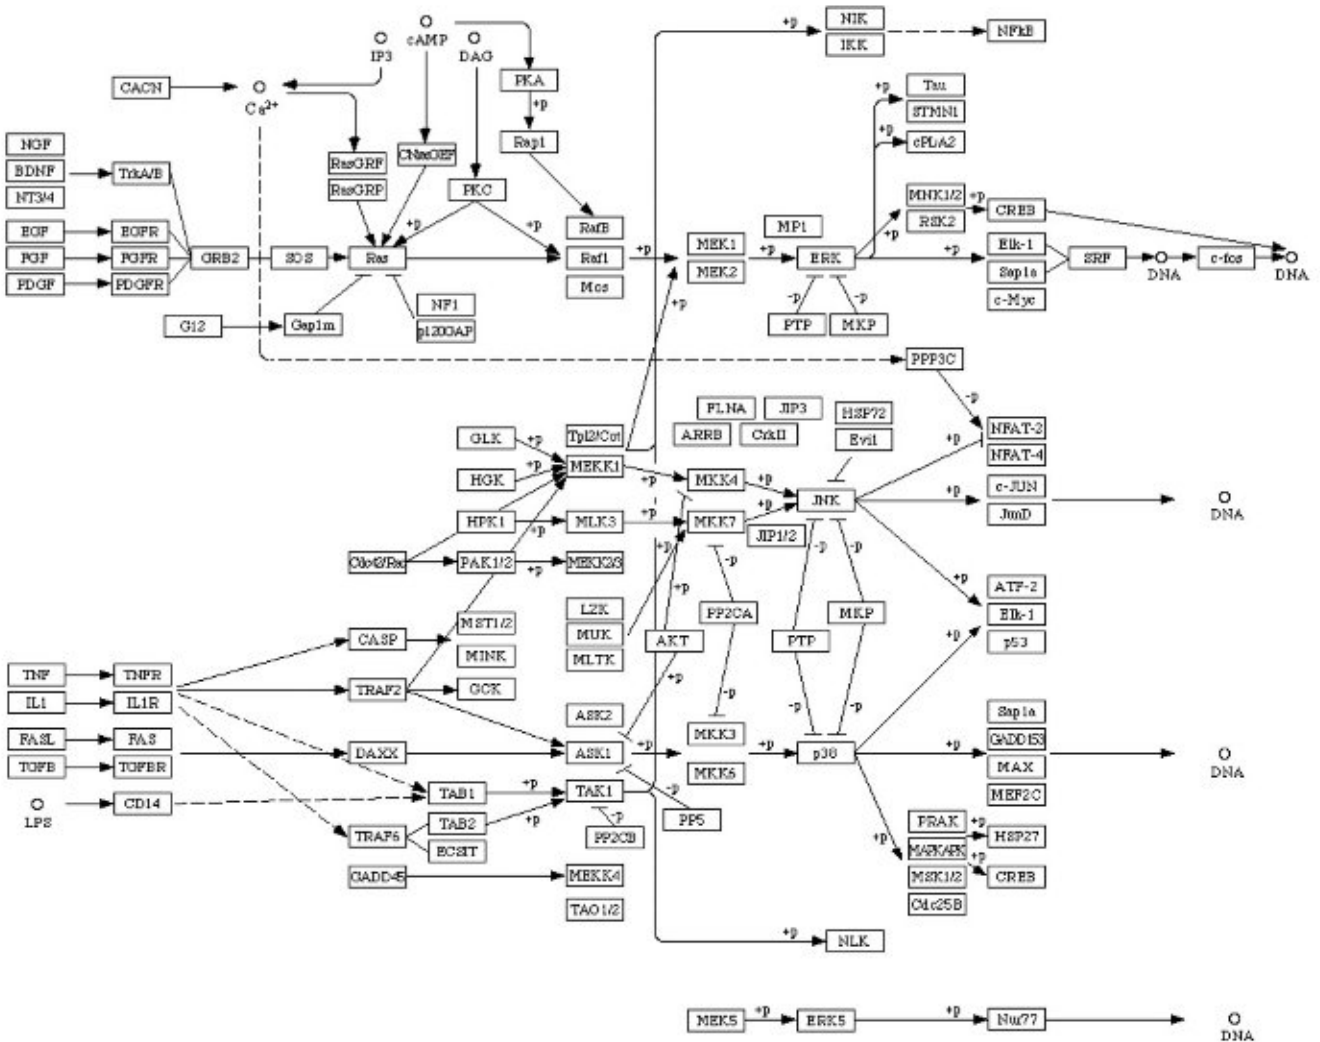 +p
NIK
NFkB
cAMP
IKK
IP3
DAG
CACN
PKA
Tau
Ca2+
+p
+p
STMN1
NGF
Rap1
+p
cPLA2
CNasGEF
BDNF
TrkA/B
RasGRF
NT3/4
RasGRP
PKC
MNK1/2
+p
CREB
+p
RSK2
EGF
EGFR
+p
+p
RafB
MP1
MEK1
+p
+p
+p
Elk-1
FGF
FGFR
GRB2
SOS
Ras
Raf1
ERK
SRF
c-fos
MEK2
Sap1a
DNA
DNA
PDGF
PDGFR
Mos
-p
-p
c-Myc
NF1
+p
G12
Gap1m
p120GAP
PTP
MKP
PPP3C
-p
FLNA
JIP3
HSP72
GLK
+p
Tpl2/Cot
ARRB
CrkII
Evi1
NFAT-2
+p
MEKK1
NFAT-4
+p
HGK
+p
MKK4
+p
c-JUN
JNK
+p
DNA
HPK1
MLK3
+p
MKK7
+p
JunD
+p
JIP1/2
+p
-p
-p
-p
Cdc42/Rac
PAK1/2
+p
MEKK2/3
+p
+p
ATF-2
L2K
PP2CA
MKP
Elk-1
MST1/2
CASP
MUK
AKT
PTP
+p
p53
MINK
MLTK
TNF
TNFR
+p
TRAF2
GCK
IL1
IL1R
-p
-p
-p
Sap1a
ASK2
FASL
FAS
MKK3
GADD153
DAXX
ASK1
+p
+p
p38
+p
DNA
TGFB
TGFBR
MKK6
MAX
TAB1
+p
TAK1
-p
MEF2C
LPS
CD14
-p
PP5
PRAK
+p
TAB2
+p
+p
HSP27
TRAF6
PP2CB
MAPKAPK
+p
ECSIT
GADD45
MEKK4
MSK1/2
CREB
Cdc25B
TAO1/2
+p
NLK
MEK5
+p
ERK5
+p
Nur77
DNA